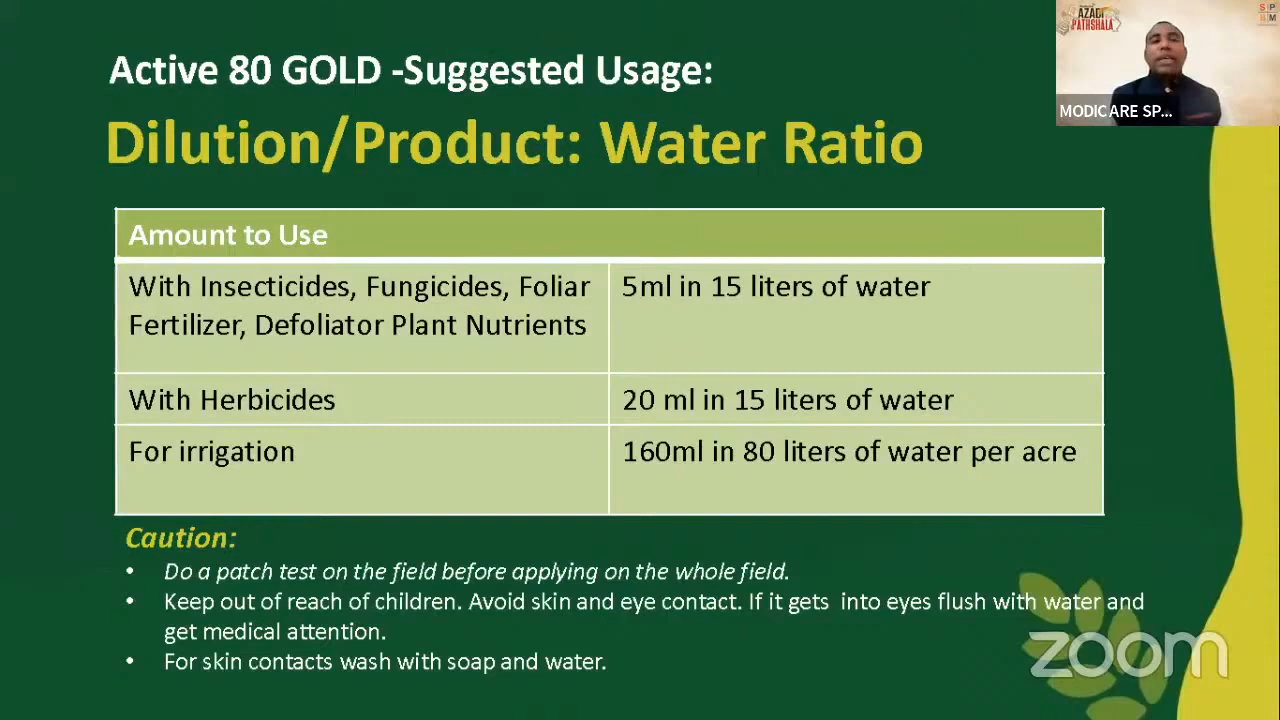 Active 80 GOLD -Suggested Usage:
Dilution/Product: Water Ratio
AZADI
PATHSHALA
S P
B M
MODICARE SP...
Amount to Use
With Insecticides, Fungicides, Foliar
Fertilizer, Defoliator Plant Nutrients
5ml in 15 liters of water
With Herbicides
20 ml in 15 liters of water
For irrigation
160ml in 80 liters of water per acre
Caution:
• Do a patch test on the field before applying on the whole field.
• Keep out of reach of children. Avoid skin and eye contact. If it gets into eyes flush with water and
get medical attention.
• For skin contacts wash with soap and water.
zoom